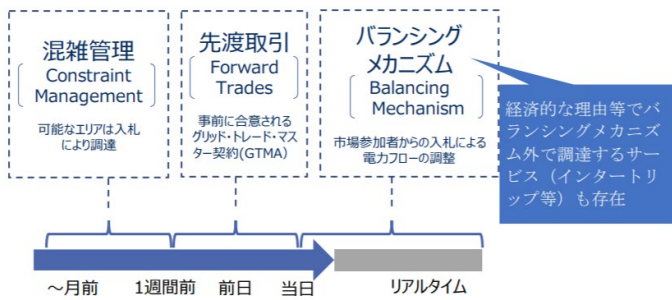 混雑管理
Constraint
Management
可能なエリアは入札
により調達
先渡取引
Forward
Trades
事前に合意される
グリッド・トレード・マス
ター契約(GTMA)
バランシング
メカニズム
Balancing
Mechanism
市場参加者からの入札による
電力フローの調整
経済的な理由等でバ
ランシングメカニズ
ム外で調達するサー
ビス（インタートリ
ップ等）も存在
～月前
1週間前
前日
当日
リアルタイム